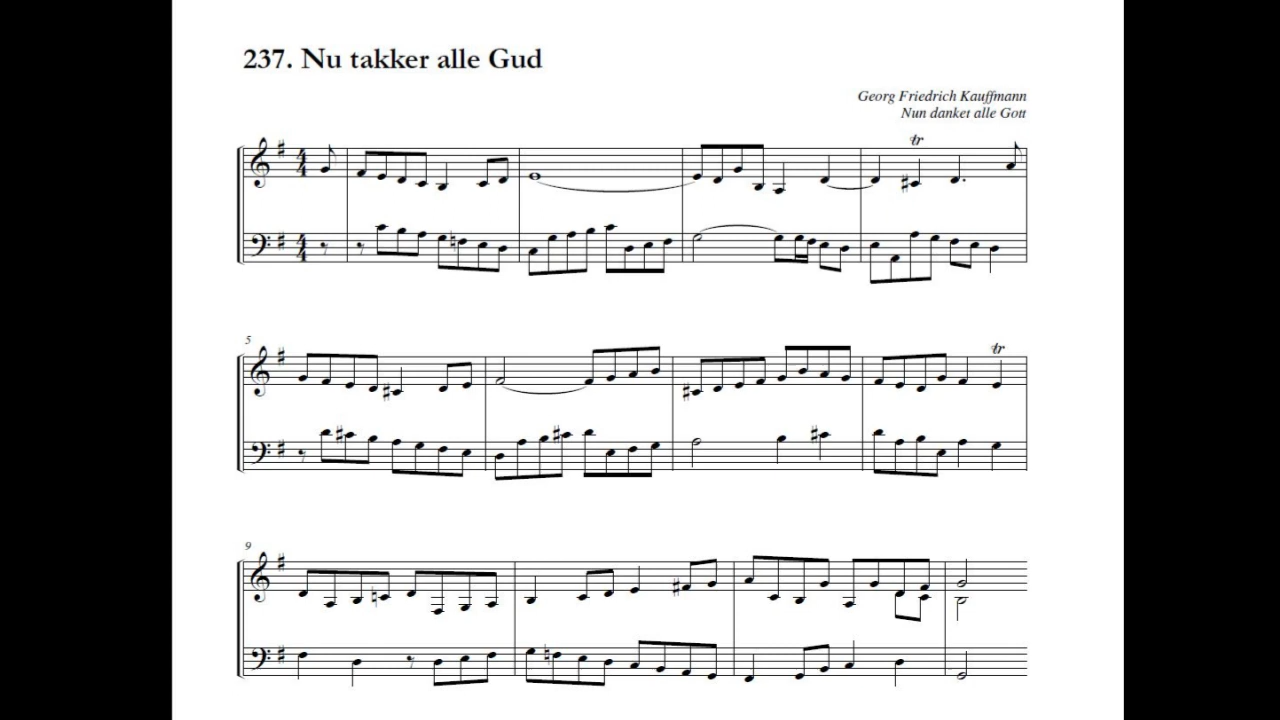 237. Nu takker alle Gud
Georg Friedrich Kauffmann
Nun danket alle Gott
tr
5
tr
9